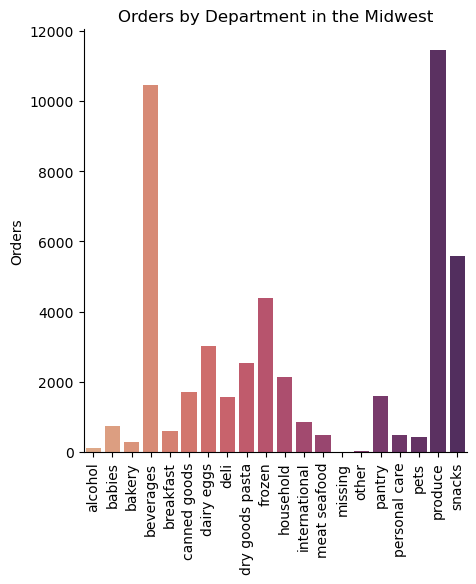 Orders by Department in the Midwest
12000
10000
8000
6000
4000
2000
0
Orders
alcohol
babies
bakery
beverages
breakfast
canned goods
dairy eggs
deli
dry goods pasta
frozen
household
international
meat seafood
missing
other
pantry
personal care
pets
produce
snacks